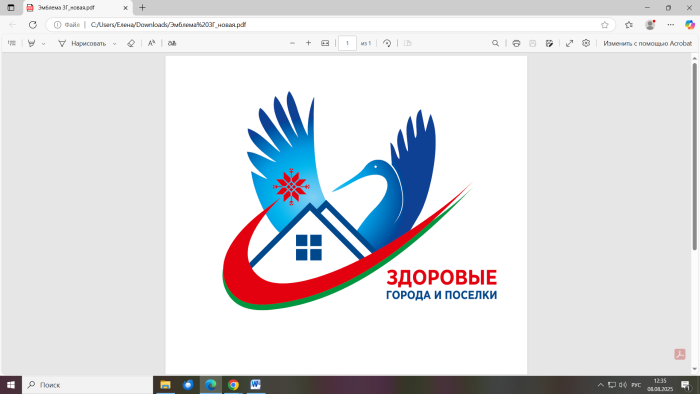 Эмблема ЗГ_новая.pdf
Файл
C:/Users/Елена/Downloads/Эмблема%20ЗГ_новая.pdf
Нарисовать
1
из 1
Изменить с помощью Acrobat
ЗДОРОВЫЕ
ГОРОДА И ПОСЕЛКИ
Поиск
РУС
12:35
08.08.2025